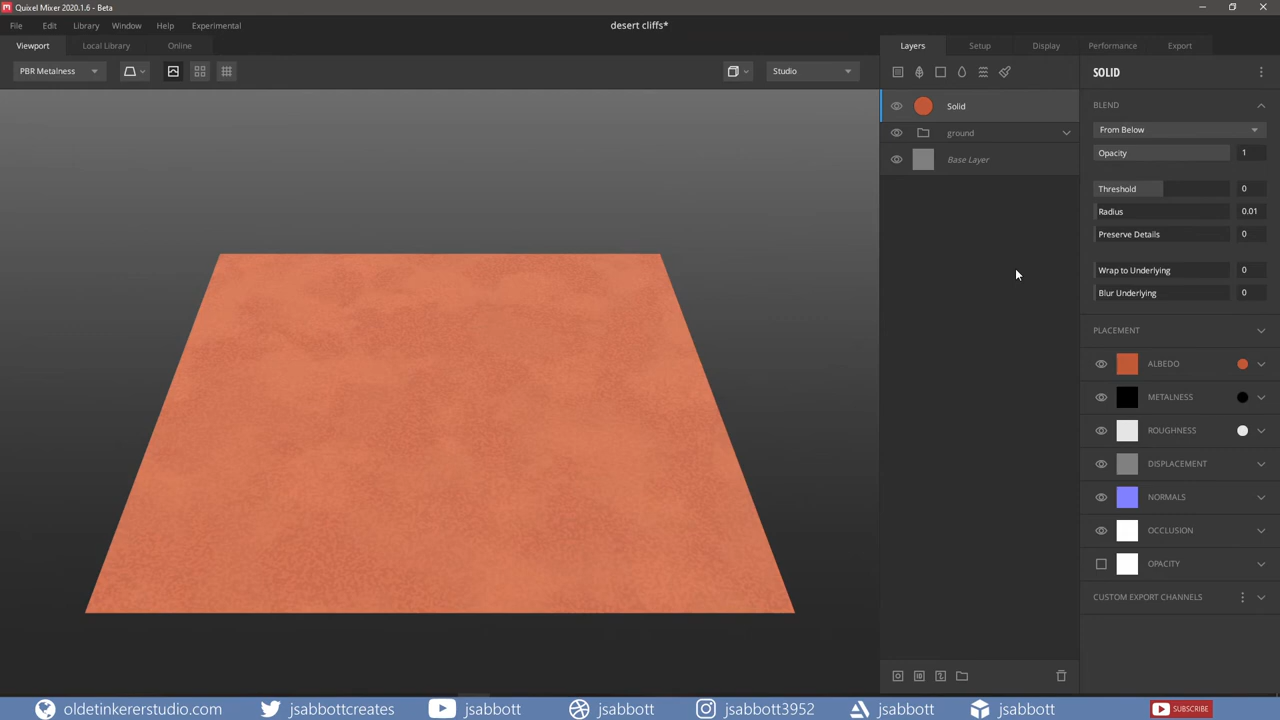 Quixel Mixer 2020.1.6 - Beta
File Edit Library Window Help Experimental
desert cliffs*
Viewport Local Library Online
Layers Setup Display Performance Export
PBR Metalness
Studio
SOLID
Solid
ground
Base Layer
BLEND
From Below
Opacity 1
Threshold 0
Radius 0.01
Preserve Details 0
Wrap to Underlying 0
Blur Underlying 0
PLACEMENT
ALBEDO
METALNESS
ROUGHNESS
DISPLACEMENT
NORMALS
OCCLUSION
OPACITY
CUSTOM EXPORT CHANNELS
oldetinkererstudio.com jsabbottcreates jsabbott jsabbott jsabbott3952 jsabbott jsabbott SUBSCRIBE